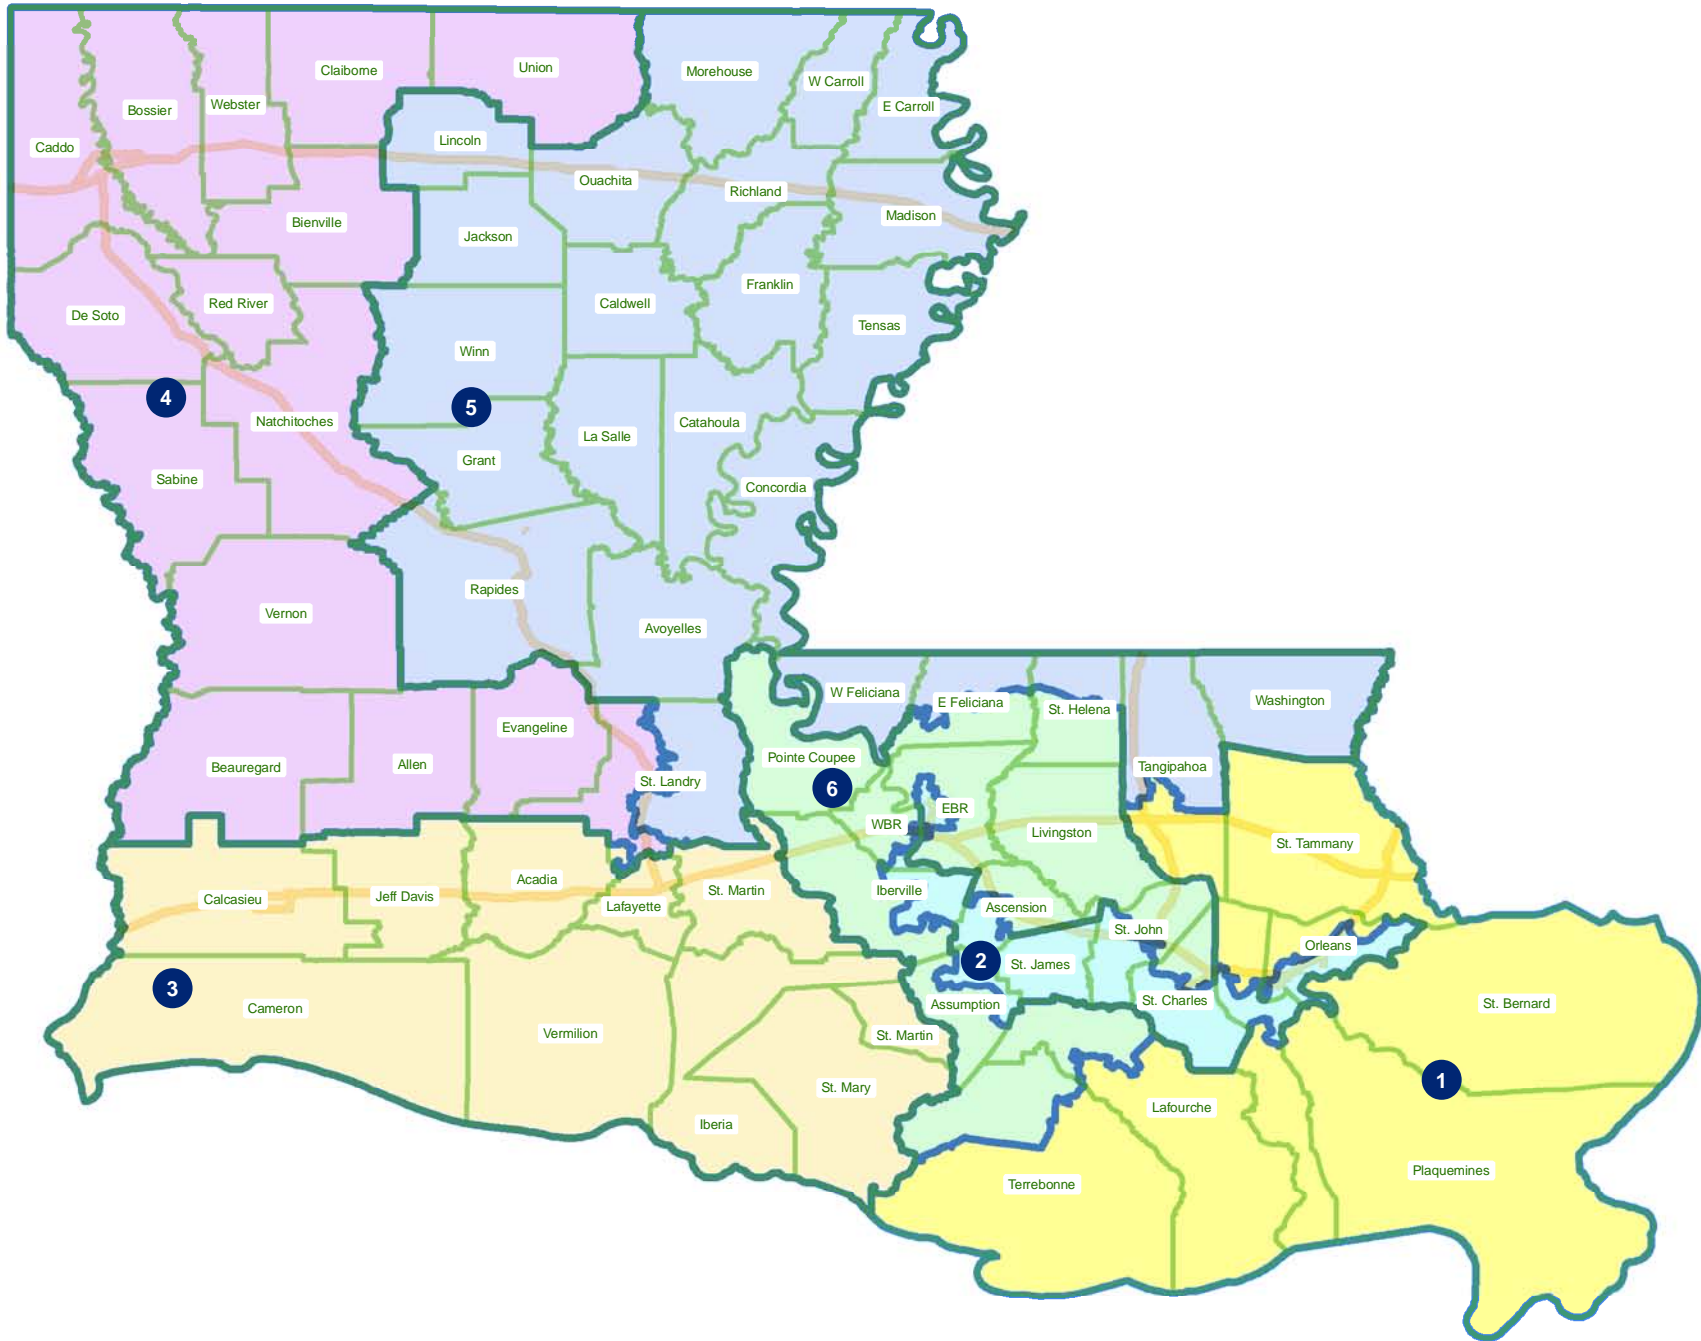 Claiborne
Union
Morehouse
W Carroll
E Carroll
Bossier
Webster
Caddo
Lincoln
Ouachita
Richland
Madison
Bienville
Jackson
Franklin
Red River
Caldwell
De Soto
Tensas
Winn
4
5
Natchitoches
La Salle
Catahoula
Grant
Sabine
Concordia
Rapides
Vernon
Avoyelles
W Feliciana
E Feliciana
St. Helena
Washington
Evangeline
Pointe Coupee
Beauregard
Allen
St. Landry
Tangipahoa
6
EBR
WBR
Livingston
St. Tammany
Acadia
Jeff Davis
St. Martin
Iberville
Calcasieu
Lafayette
Ascension
St. John
Orleans
2
St. James
3
Cameron
Assumption
St. Charles
St. Bernard
Vermilion
St. Martin
1
St. Mary
Lafourche
Iberia
Plaquemines
Terrebonne